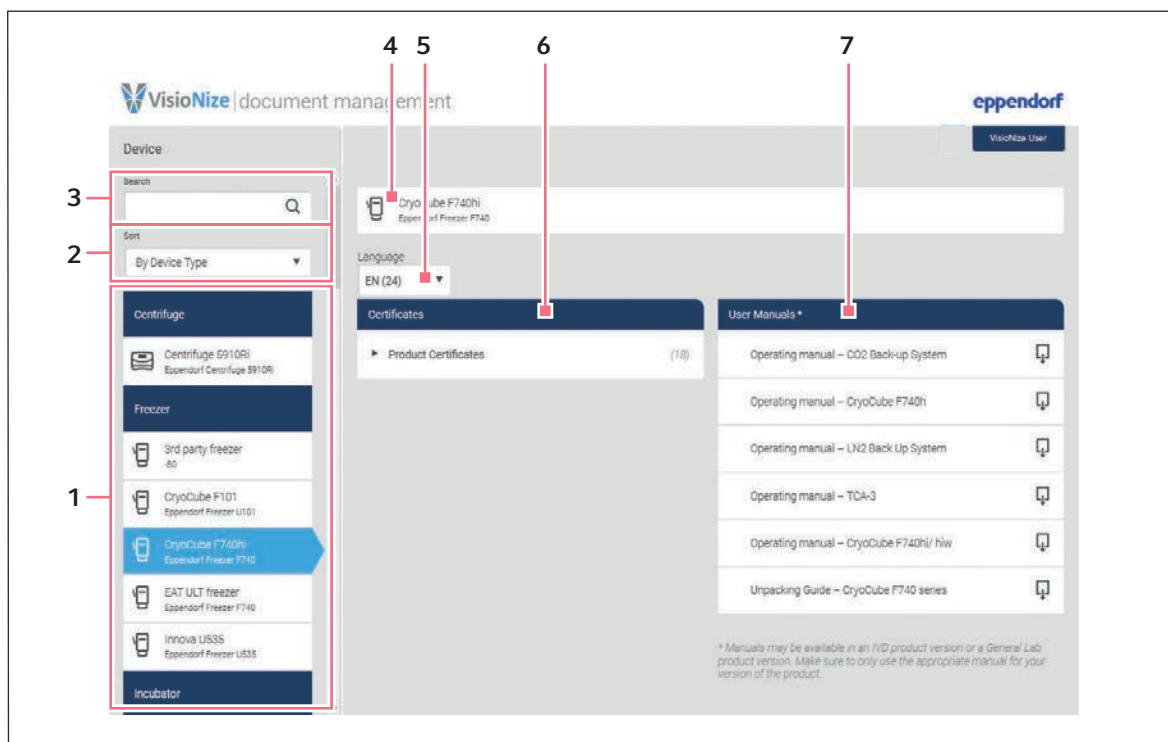 4 5 6 7
VisioNize | document management
eppendorf
VisioNize User
Device
3
Search
2
Sort
By Device Type
1
Centrifuge
Centrifuge 5910Ri
Eppendorf Centrifuge 5910Ri
Freezer
3rd party freezer
-80
CryoCube F101
Eppendorf Freezer U101
CryoCube F740hi
Eppendorf Freezer F740
EAT ULT freezer
Eppendorf Freezer F740
Innova U535
Eppendorf Freezer U535
Incubator
CryoCube F740hi
Eppendorf Freezer F740
Language
EN (24)
Certificates
Product Certificates (18)
User Manuals *
Operating manual – CO2 Back-up System
Operating manual – CryoCube F740h
Operating manual – LN2 Back Up System
Operating manual – TCA-3
Operating manual – CryoCube F740hi/ hiw
Unpacking Guide – CryoCube F740 series
* Manuals may be available in an IVD product version or a General Lab
product version. Make sure to only use the appropriate manual for your
version of the product.